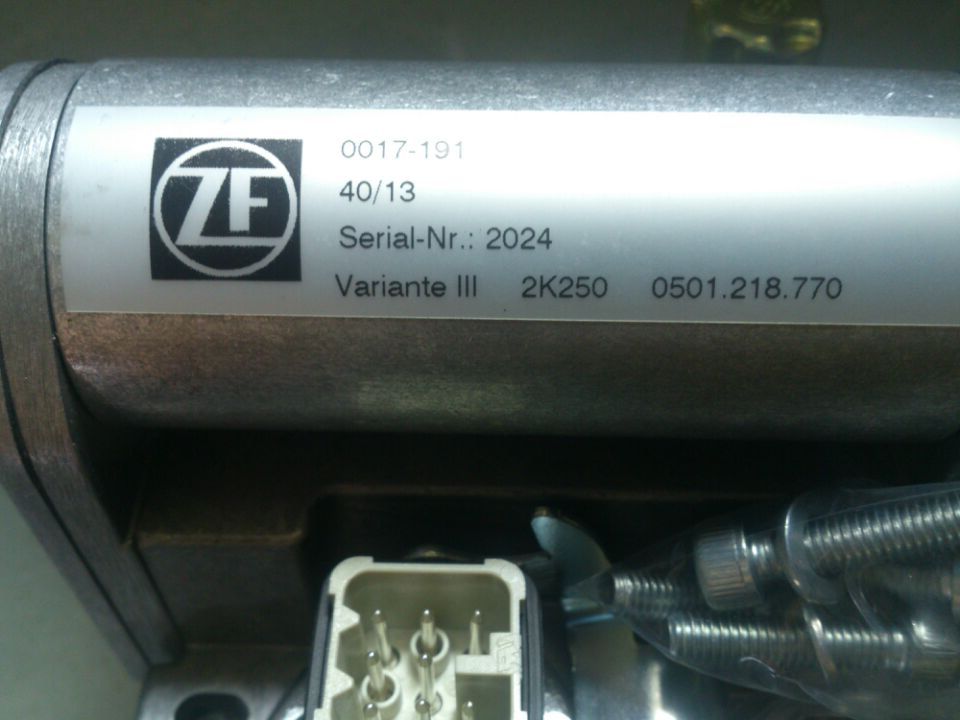 ZF
0017-191
40/13
Serial-Nr.: 2024
Variante III 2K250 0501.218.770